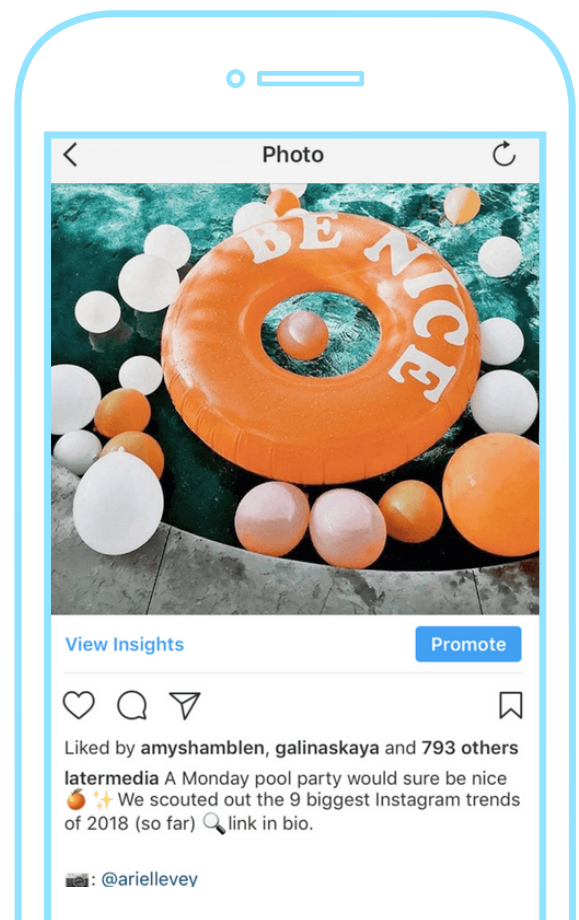 Photo
BE NICE
View Insights
Promote
Liked by amyshamblen, galinaskaya and 793 others
latermedia A Monday pool party would sure be nice
🍊 ✨ We scouted out the 9 biggest Instagram trends
of 2018 (so far) 🔍 link in bio.
📷: @ariellevey